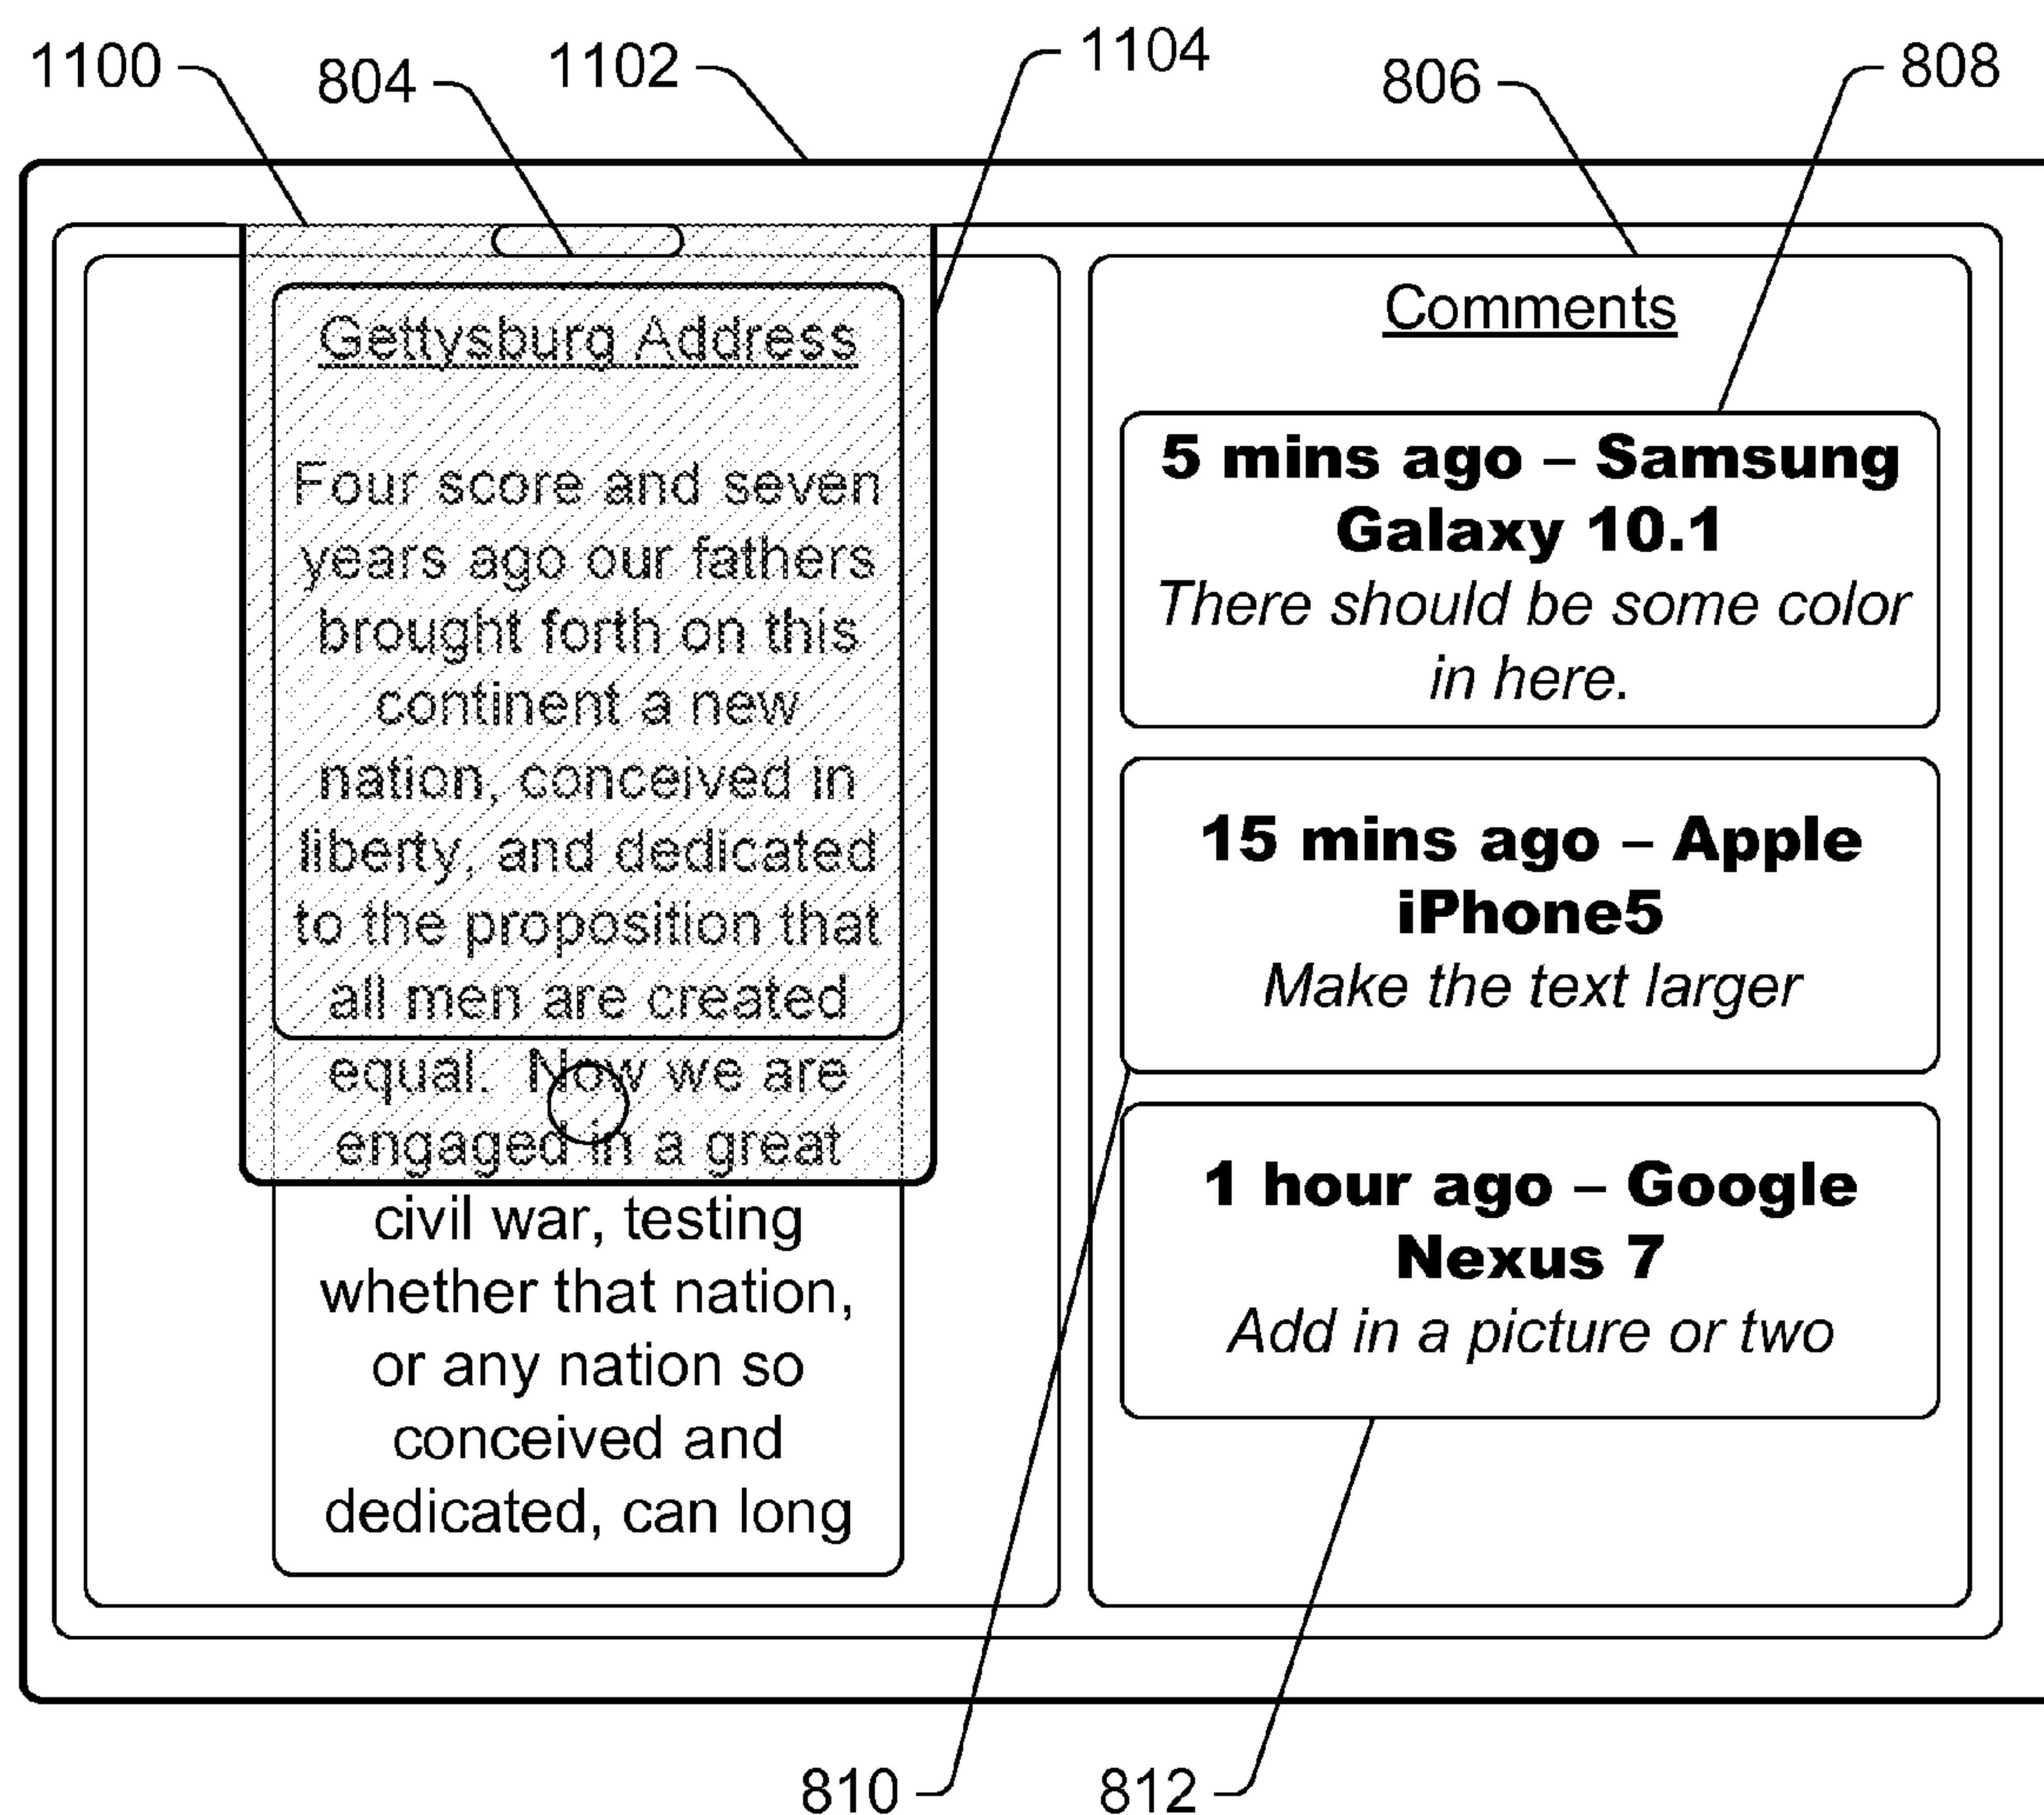 1100
804
1102
1104
806
808
Gettysburg Address
Four score and seven
years ago our fathers
brought forth on this
continent a new
nation, conceived in
liberty, and dedicated
to the proposition that
all men are created
equal. Now we are
engaged in a great
civil war, testing
whether that nation,
or any nation so
conceived and
dedicated, can long
Comments
5 mins ago – Samsung
Galaxy 10.1
There should be some color
in here.
15 mins ago – Apple
iPhone5
Make the text larger
1 hour ago – Google
Nexus 7
Add in a picture or two
810
812